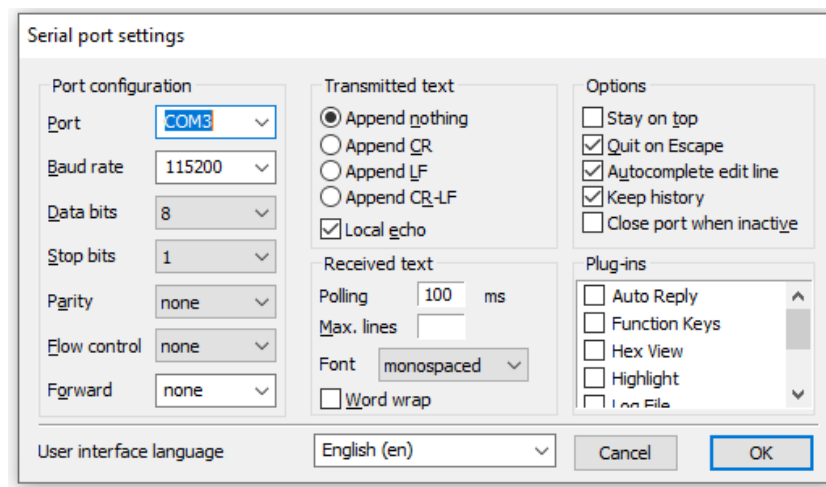 Serial port settings
Port configuration
Port COM3
Baud rate 115200
Data bits 8
Stop bits 1
Parity none
Flow control none
Forward none
Transmitted text
Append nothing
Append CR
Append LF
Append CR-LF
Local echo
Received text
Polling 100 ms
Max. lines
Font monospaced
Word wrap
Options
Stay on top
Quit on Escape
Autocomplete edit line
Keep history
Close port when inactive
Plug-ins
Auto Reply
Function Keys
Hex View
Highlight
Log File
User interface language English (en) Cancel OK